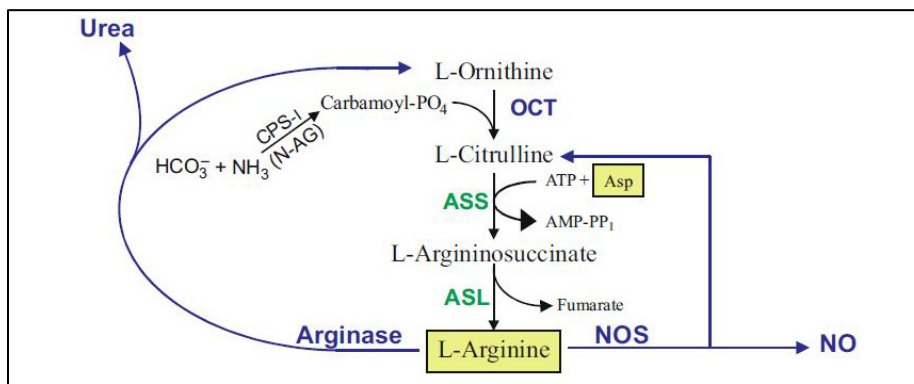 Urea
L-Ornithine
Carbamoyl-PO₄
OCT
CPS-I
HCO₃⁻ + NH₃ (N-AG)
L-Citrulline
ATP + Asp
ASS
AMP-PP₁
L-Argininosuccinate
ASL
Fumarate
Arginase
L-Arginine
NOS
NO